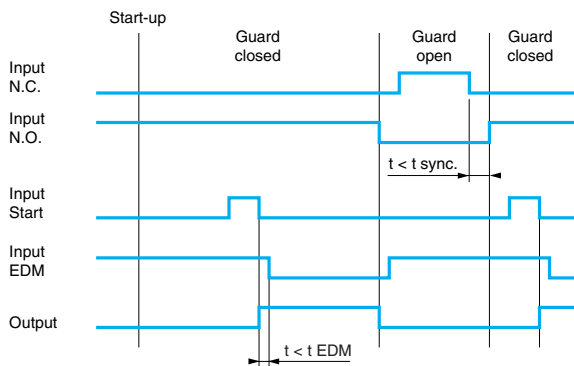 Start-up
Guard
closed
Guard
open
Guard
closed
Input
N.C.
Input
N.O.
t < t sync.
Input
Start
Input
EDM
Output
t < t EDM